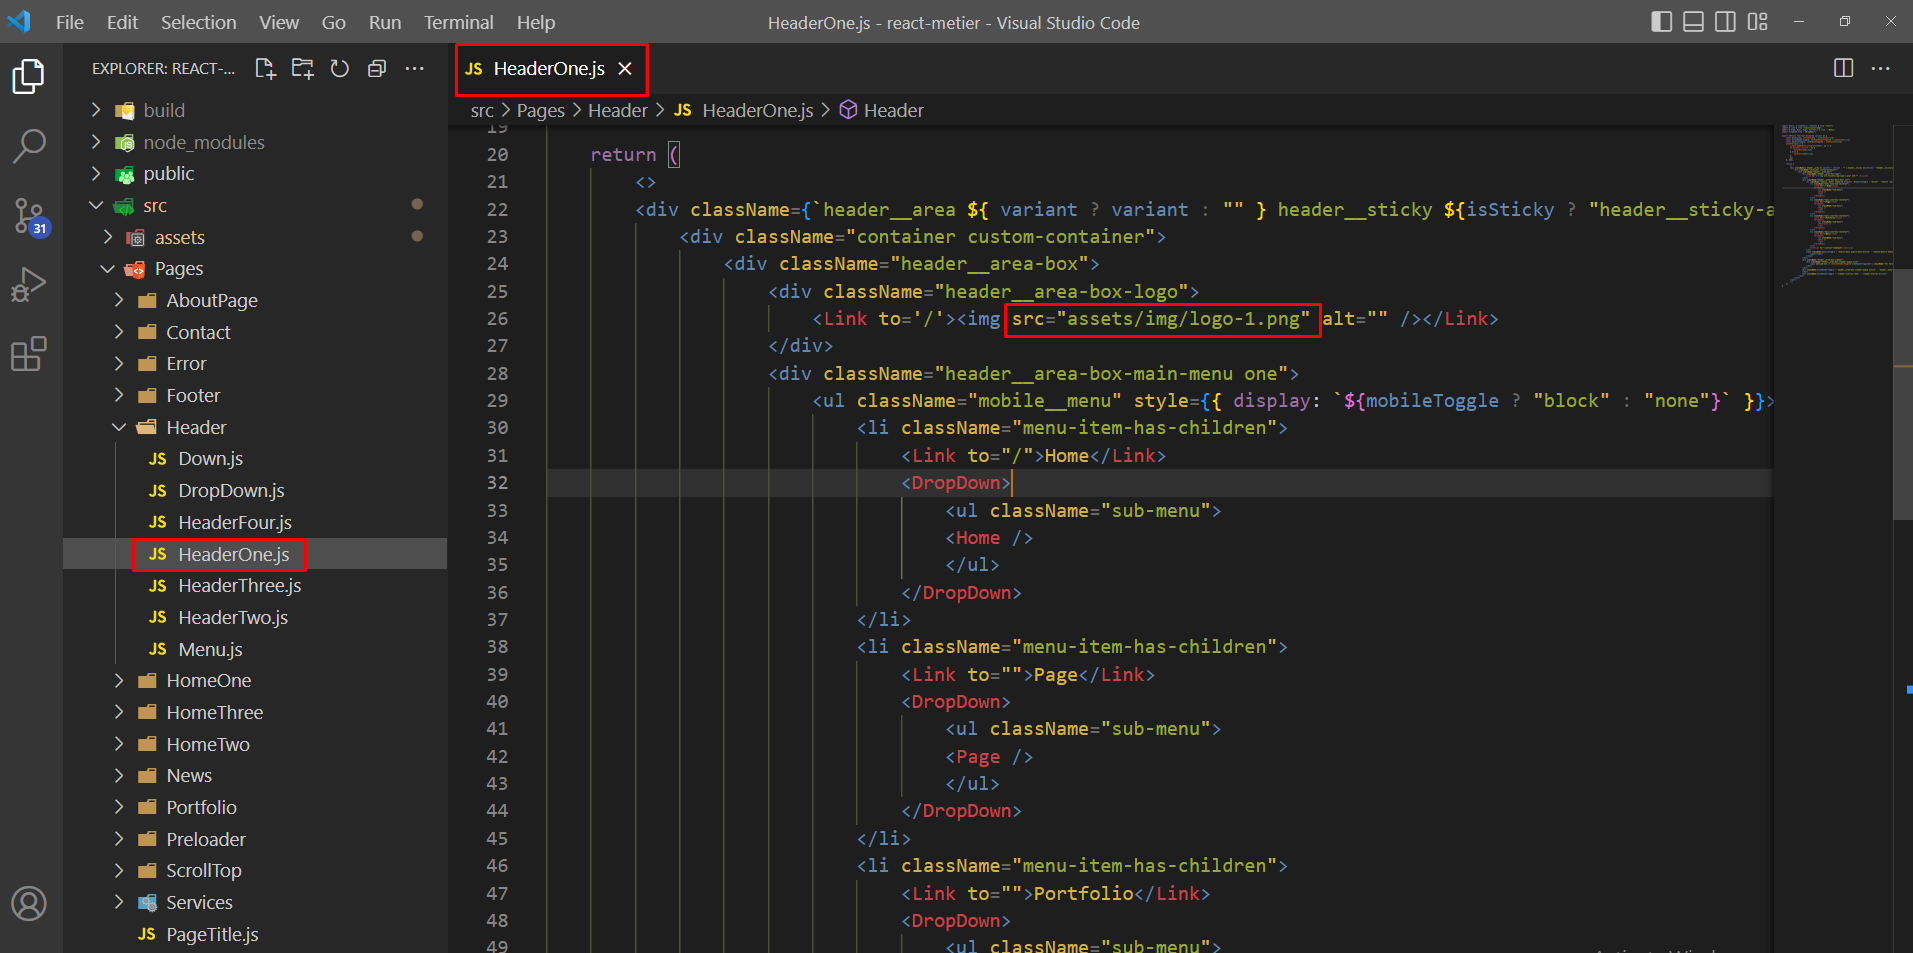 File Edit Selection View Go Run Terminal Help
HeaderOne.js - react-metier - Visual Studio Code
EXPLORER: REACT-...
31
build
node_modules
public
src
assets
Pages
AboutPage
Contact
Error
Footer
Header
JS Down.js
JS DropDown.js
JS HeaderFour.js
JS HeaderOne.js
JS HeaderThree.js
JS HeaderTwo.js
JS Menu.js
HomeOne
HomeThree
HomeTwo
News
Portfolio
Preloader
ScrollTop
Services
JS PageTitle.js
JS HeaderOne.js
src > Pages > Header > JS HeaderOne.js > Header
19
20 return (
21 <>
22 <div className={`header__area ${ variant ? variant : "" } header__sticky ${isSticky ? "header__sticky-a
23 <div className="container custom-container">
24 <div className="header__area-box">
25 <div className="header__area-box-logo">
26 <Link to='/'><img src="assets/img/logo-1.png" alt="" /></Link>
27 </div>
28 <div className="header__area-box-main-menu one">
29 <ul className="mobile__menu" style={{ display: `${mobileToggle ? "block" : "none"}` }}>
30 <li className="menu-item-has-children">
31 <Link to="/">Home</Link>
32 <DropDown>
33 <ul className="sub-menu">
34 <Home />
35 </ul>
36 </DropDown>
37 </li>
38 <li className="menu-item-has-children">
39 <Link to="">Page</Link>
40 <DropDown>
41 <ul className="sub-menu">
42 <Page />
43 </ul>
44 </DropDown>
45 </li>
46 <li className="menu-item-has-children">
47 <Link to="">Portfolio</Link>
48 <DropDown>
49 <ul className="sub-menu">